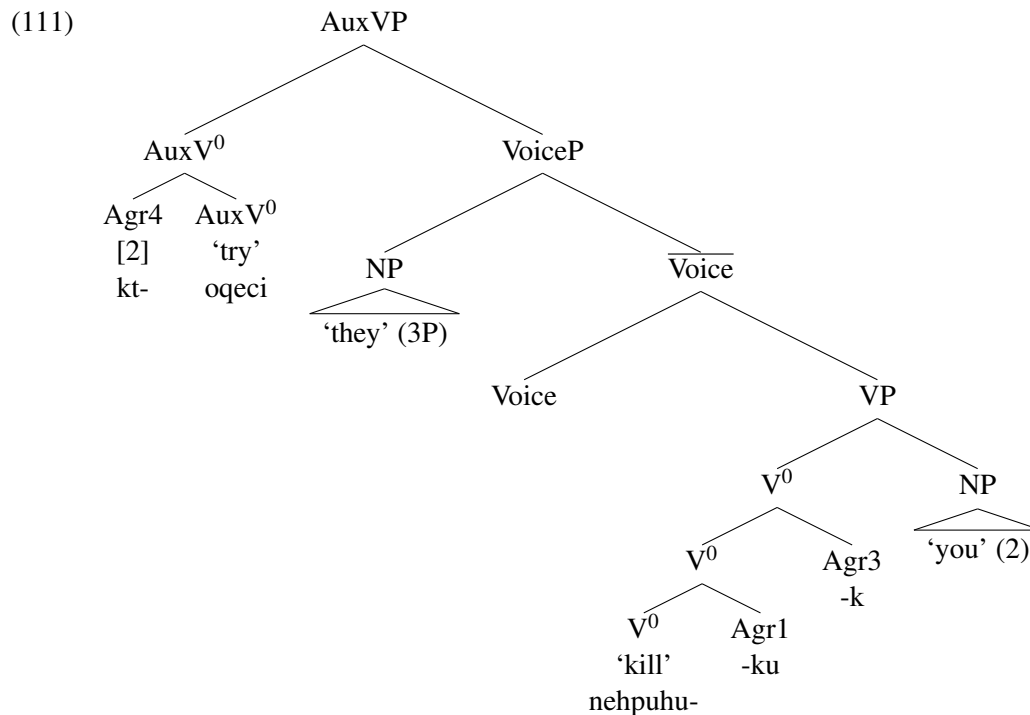 (111) AuxVP
AuxV⁰ VoiceP
Agr4 AuxV⁰
[2] ‘try’ NP V̅o̅i̅c̅e̅
kt- oqeci
‘they’ (3P)
Voice VP
V⁰ NP
V⁰ Agr3 ‘you’ (2)
-k
V⁰ Agr1
‘kill’ -ku
nehpuhu-